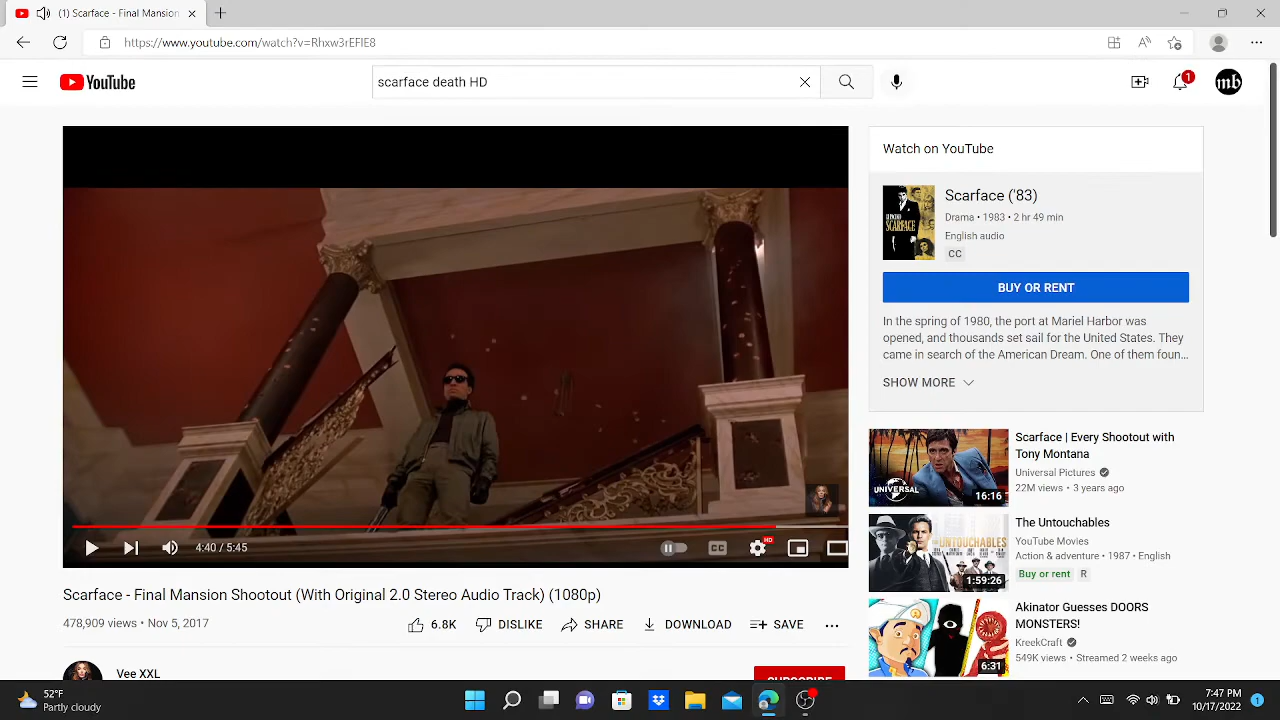 (1) Scarface - Final Mansion
https://www.youtube.com/watch?v=Rhxw3rEFlE8
YouTube
scarface death HD
1
mb
Watch on YouTube
SCARFACE
Scarface ('83)
Drama • 1983 • 2 hr 49 min
English audio
CC
BUY OR RENT
In the spring of 1980, the port at Mariel Harbor was
opened, and thousands set sail for the United States. They
came in search of the American Dream. One of them foun...
SHOW MORE
4:40 / 5:45
CC
HD
UNIVERSAL
16:16
Scarface | Every Shootout with
Tony Montana
Universal Pictures
22M views • 3 years ago
UNTOUCHABLES
1:59:26
The Untouchables
YouTube Movies
Action & adventure • 1987 • English
Buy or rent R
6:31
Akinator Guesses DOORS
MONSTERS!
KreekCraft
549K views • Streamed 2 weeks ago
Scarface - Final Mansion Shootout (With Original 2.0 Stereo Audio Track) (1080p)
478,909 views • Nov 5, 2017
6.8K
DISLIKE
SHARE
DOWNLOAD
SAVE
Vee XXL
SUBSCRIBE
52°F
Partly cloudy
7:47 PM
10/17/2022
1